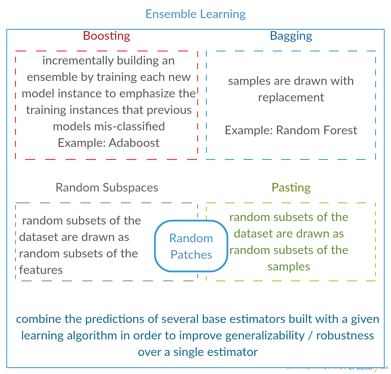 Ensemble Learning
Boosting
incrementally building an
ensemble by training each new
model instance to emphasize the
training instances that previous
models mis-classified
Example: Adaboost
Bagging
samples are drawn with
replacement
Example: Random Forest
Random Subspaces
random subsets of the
dataset are drawn as
random subsets of the
features
Random
Patches
Pasting
random subsets of the
dataset are drawn as
random subsets of the
samples
combine the predictions of several base estimators built with a given
learning algorithm in order to improve generalizability / robustness
over a single estimator